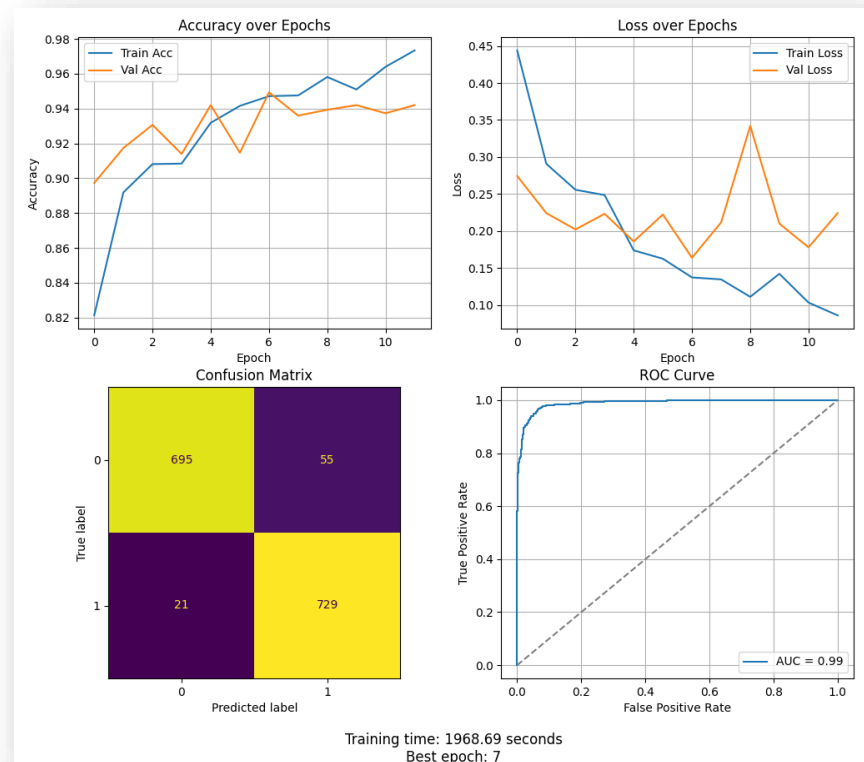 Accuracy over Epochs
0.98
0.96
0.94
0.92
0.90
0.88
0.86
0.84
0.82
Accuracy
Train Acc
Val Acc
0 2 4 6 8 10
Epoch
Loss over Epochs
0.45
0.40
0.35
0.30
0.25
0.20
0.15
0.10
Loss
Train Loss
Val Loss
0 2 4 6 8 10
Epoch
Confusion Matrix
True label
0
695 55
1
21 729
0 1
Predicted label
ROC Curve
1.0
0.8
0.6
0.4
0.2
0.0
True Positive Rate
AUC = 0.99
0.0 0.2 0.4 0.6 0.8 1.0
False Positive Rate
Training time: 1968.69 seconds
Best epoch: 7